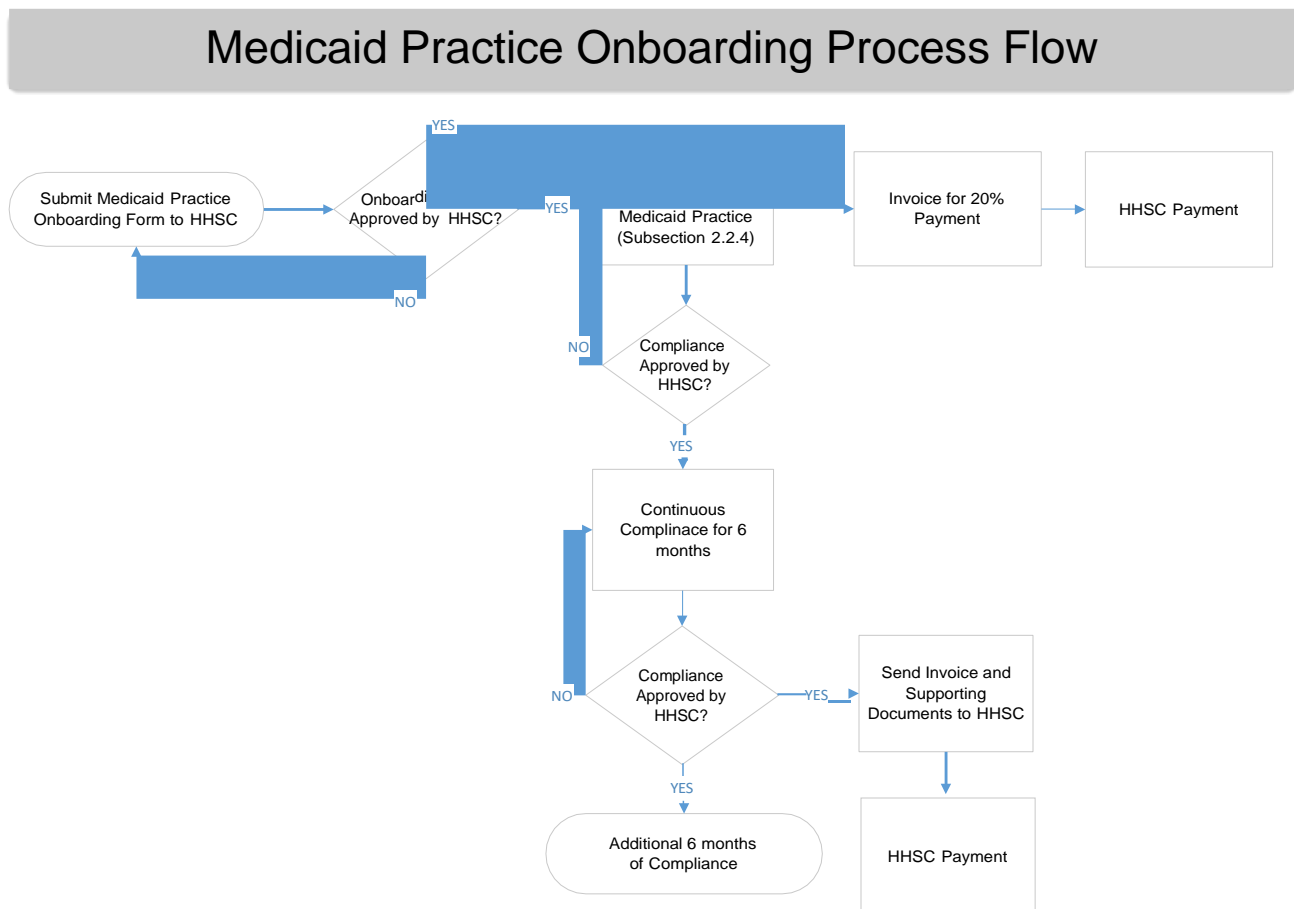 Medicaid Practice Onboarding Process Flow
YES
Submit Medicaid Practice
Onboarding Form to HHSC
Onboardi
Approved by HHSC?
YES
NO
Medicaid Practice
(Subsection 2.2.4)
Invoice for 20%
Payment
HHSC Payment
NO
Compliance
Approved by
HHSC?
YES
Continuous
Complinace for 6
months
NO
Compliance
Approved by
HHSC?
YES
Send Invoice and
Supporting
Documents to HHSC
YES
Additional 6 months
of Compliance
HHSC Payment